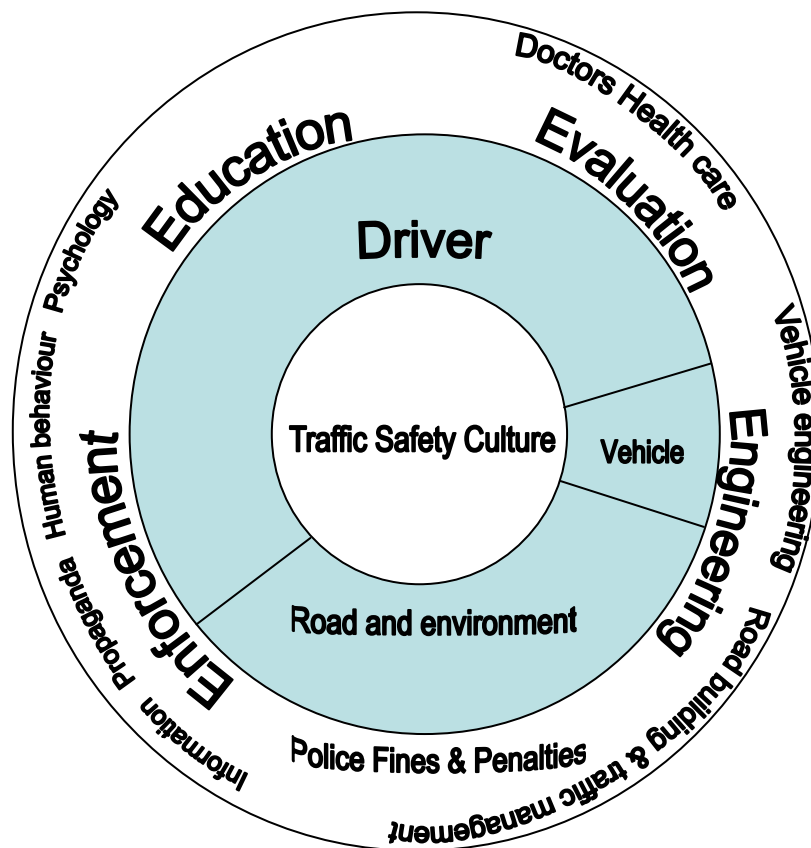 Doctors Health care
Education
Evaluation
Psychology
Driver
Vehicle engineering
Human behaviour
Traffic Safety Culture
Vehicle
Engineering
Enforcement
Propaganda
Road and environment
Road building & traffic management
Information
Police Fines & Penalties